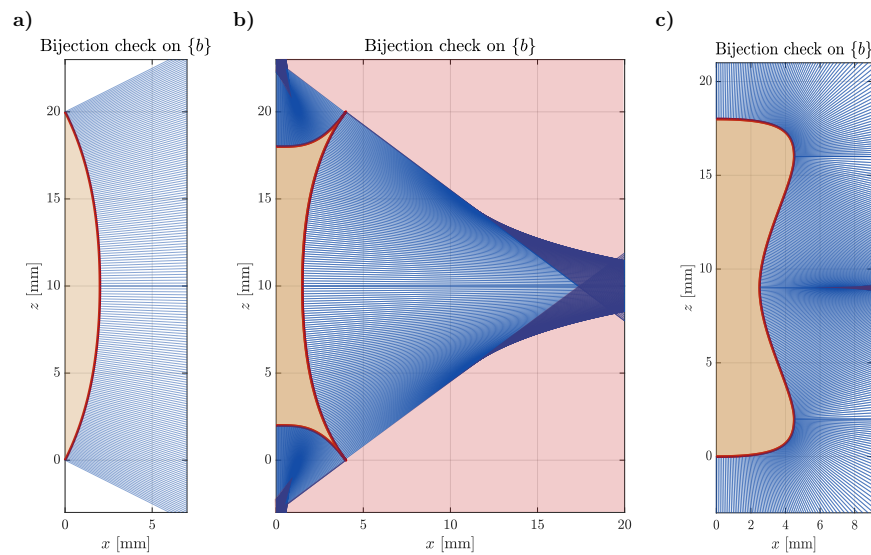 a)
Bijection check on {b}
20
15
10
5
0
z [mm]
0 5
x [mm]
b)
Bijection check on {b}
20
15
10
5
0
z [mm]
0 5 10 15 20
x [mm]
c)
Bijection check on {b}
20
15
10
5
0
z [mm]
0 2 4 6 8
x [mm]